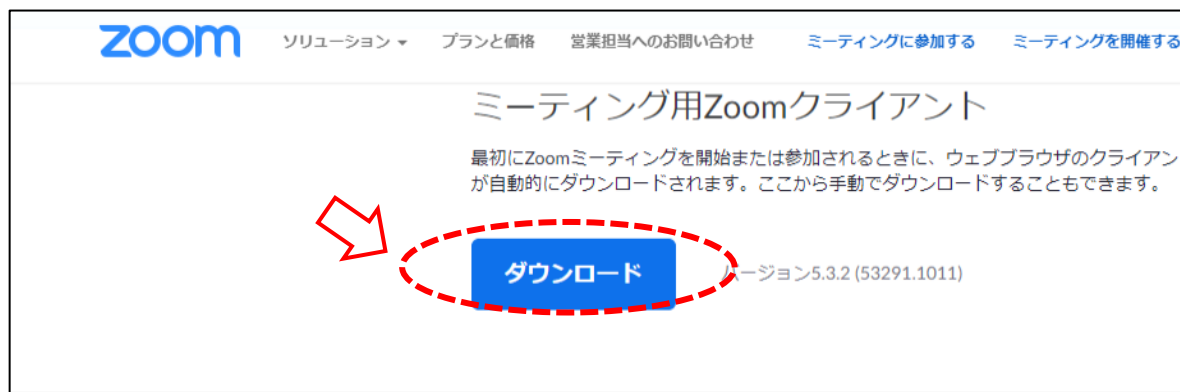 zoom ソリューション プランと価格 営業担当へのお問い合わせ ミーティングに参加する ミーティングを開催する
ミーティング用Zoomクライアント
最初にZoomミーティングを開始または参加されるときに、ウェブブラウザのクライアン
が自動的にダウンロードされます。ここから手動でダウンロードすることもできます。
ダウンロード バージョン5.3.2 (53291.1011)